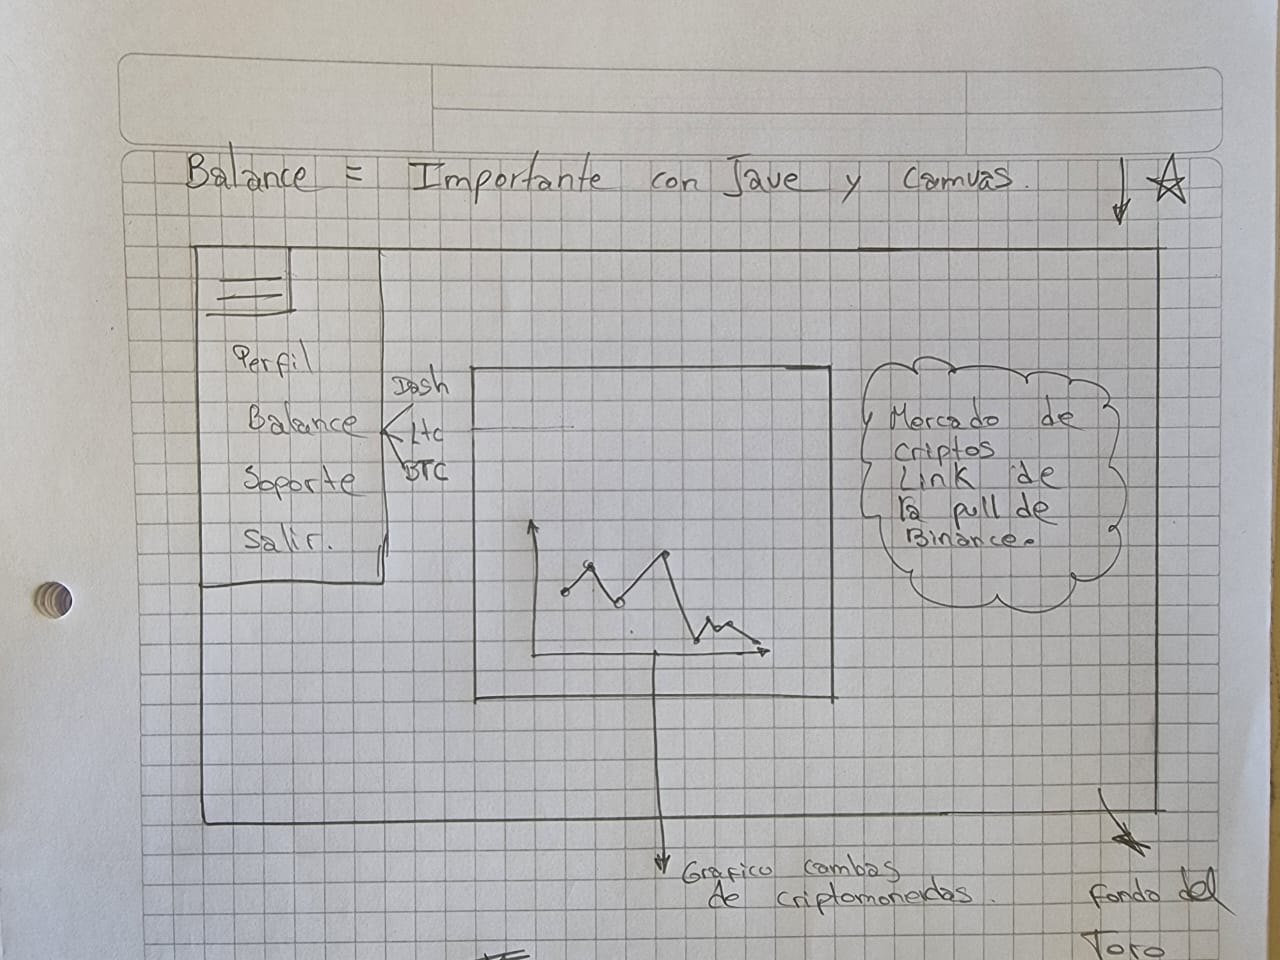 Balance = Importante con Jave y Camvas.
Perfil
Balance
Soporte
Salir.
Dash
Ltc
BTC
Mercado de
criptos
Link de
la pull de
Binance.
Grafico cambas
de criptomonedas.
fondo del
Toro